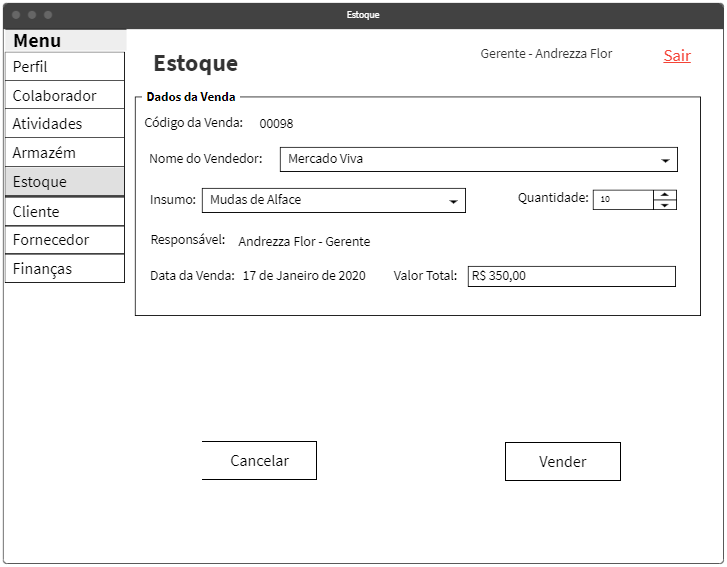 Estoque
Menu
Perfil
Colaborador
Atividades
Armazém
Estoque
Cliente
Fornecedor
Finanças
Estoque
Gerente - Andrezza Flor
Sair
Dados da Venda
Código da Venda: 00098
Nome do Vendedor: Mercado Viva
Insumo: Mudas de Alface Quantidade: 10
Responsável: Andrezza Flor - Gerente
Data da Venda: 17 de Janeiro de 2020 Valor Total: R$ 350,00
Cancelar
Vender